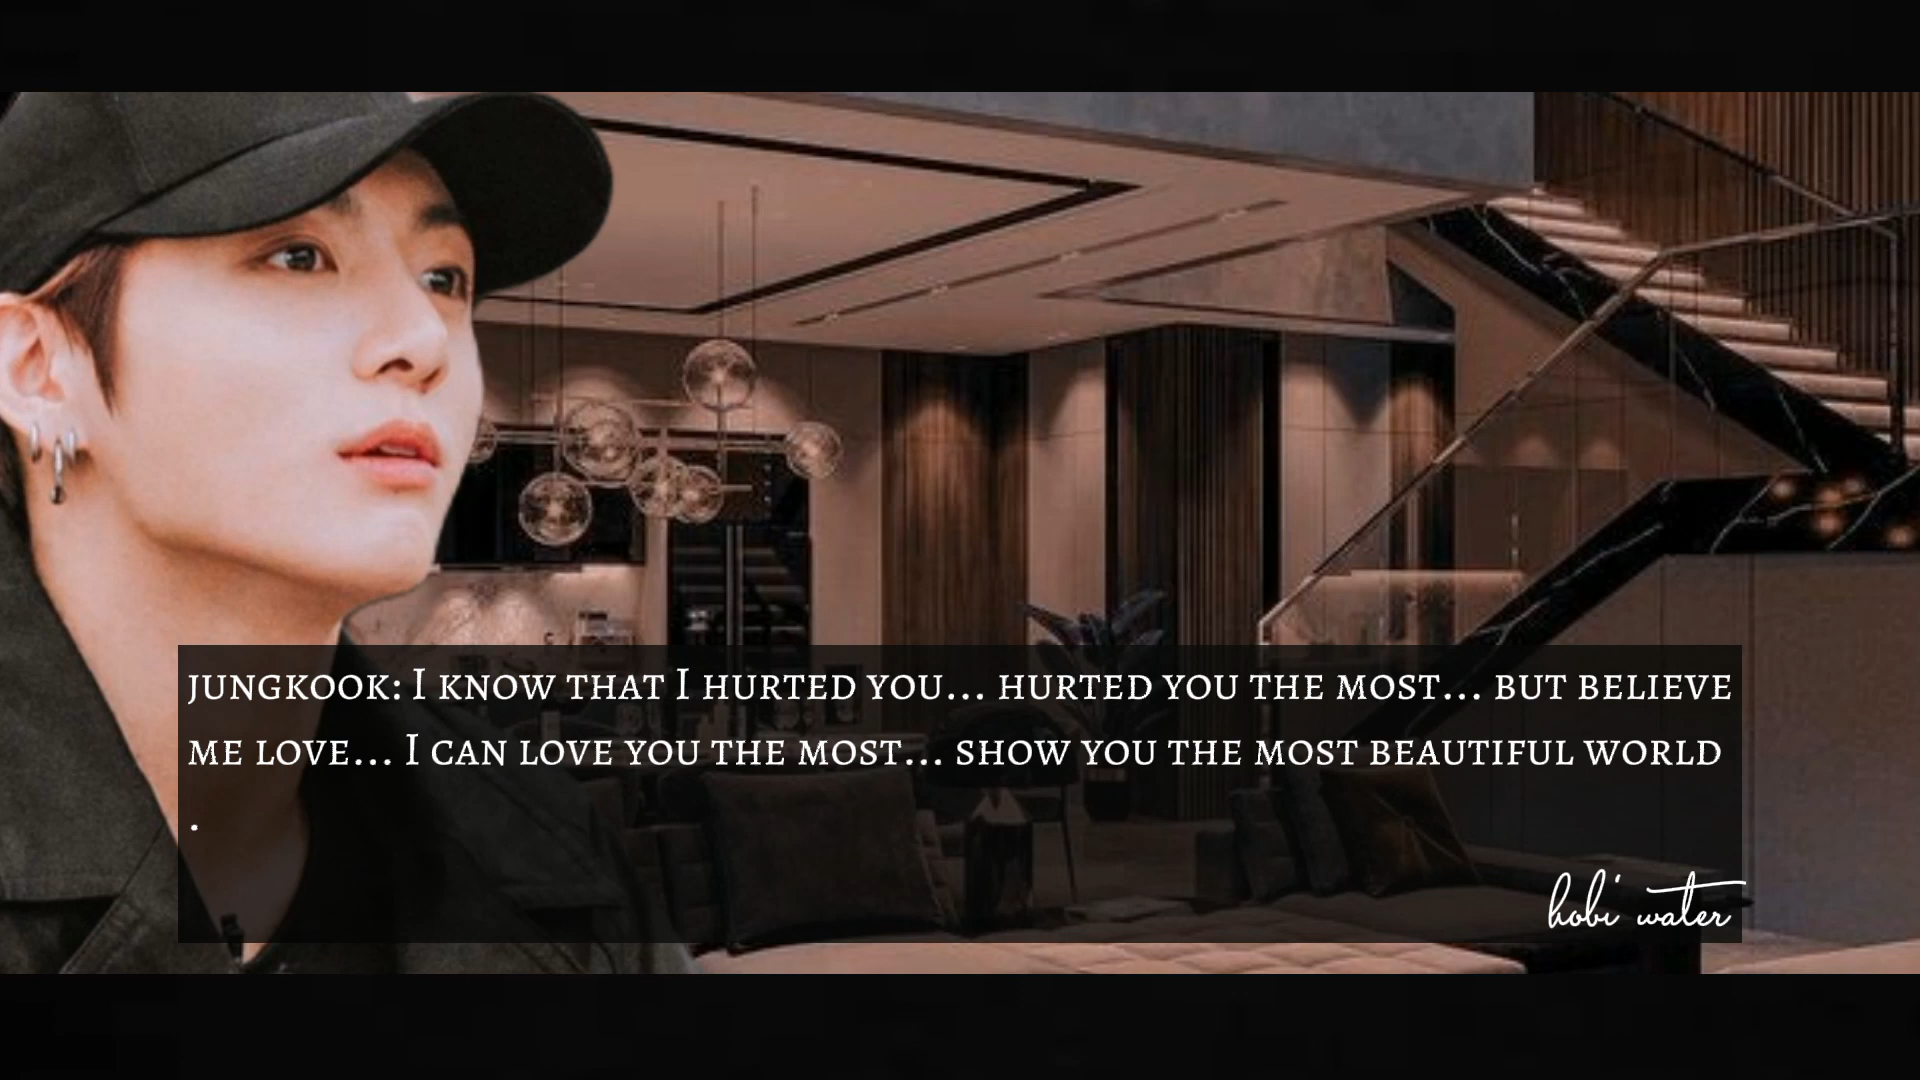 JUNGKOOK: I KNOW THAT I HURTED YOU... HURTED YOU THE MOST... BUT BELIEVE
ME LOVE... I CAN LOVE YOU THE MOST... SHOW YOU THE MOST BEAUTIFUL WORLD
.
hobi water